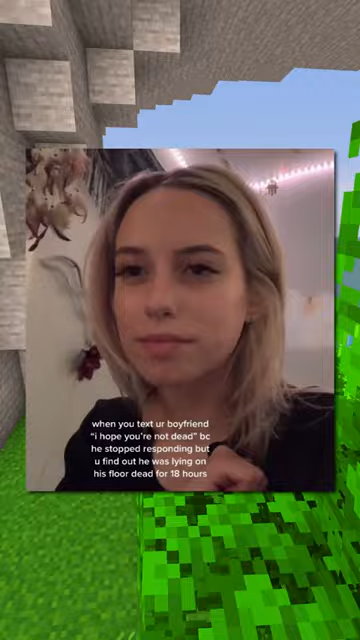 when you text ur boyfriend
"i hope you're not dead" bc
he stopped responding but
u find out he was lying on
his floor dead for 18 hours